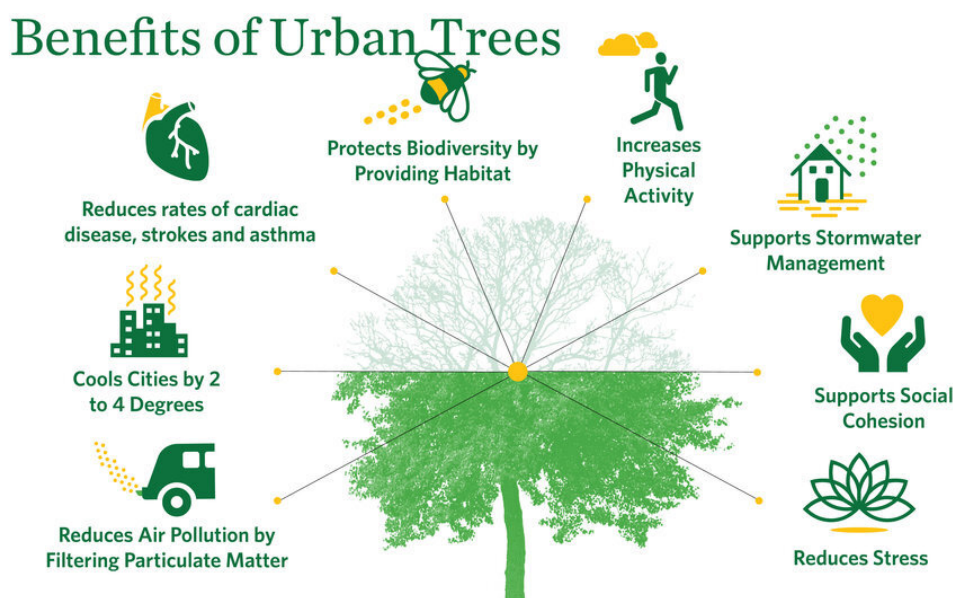 Benefits of Urban Trees
Reduces rates of cardiac
disease, strokes and asthma
Protects Biodiversity by
Providing Habitat
Increases
Physical
Activity
Supports Stormwater
Management
Cools Cities by 2
to 4 Degrees
Supports Social
Cohesion
Reduces Air Pollution by
Filtering Particulate Matter
Reduces Stress